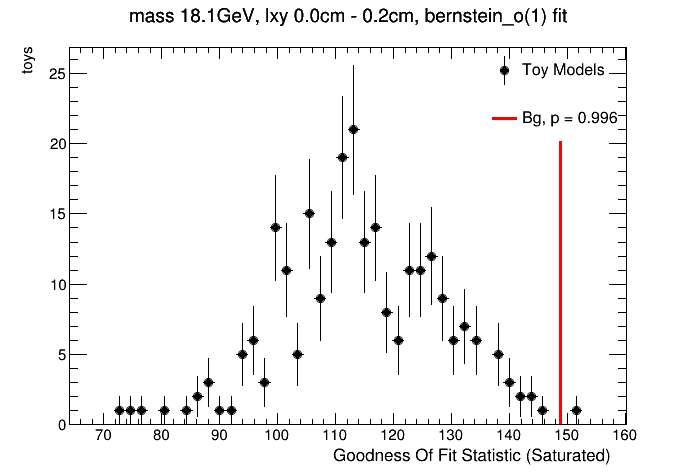 mass 18.1GeV, lxy 0.0cm - 0.2cm, bernstein_o(1) fit
toys
Toy Models
Bg, p = 0.996
25
20
15
10
5
0
70 80 90 100 110 120 130 140 150 160
Goodness Of Fit Statistic (Saturated)